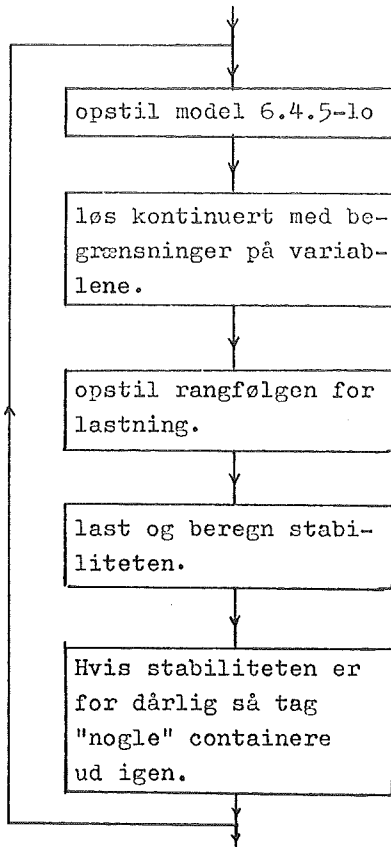 opstil model 6.4.5-lo
løs kontinuert med be-
grænsninger på variab-
lene.
opstil rangfølgen for
lastning.
last og beregn stabi-
liteten.
Hvis stabiliteten er
for dårlig så tag
"nogle" containere
ud igen.